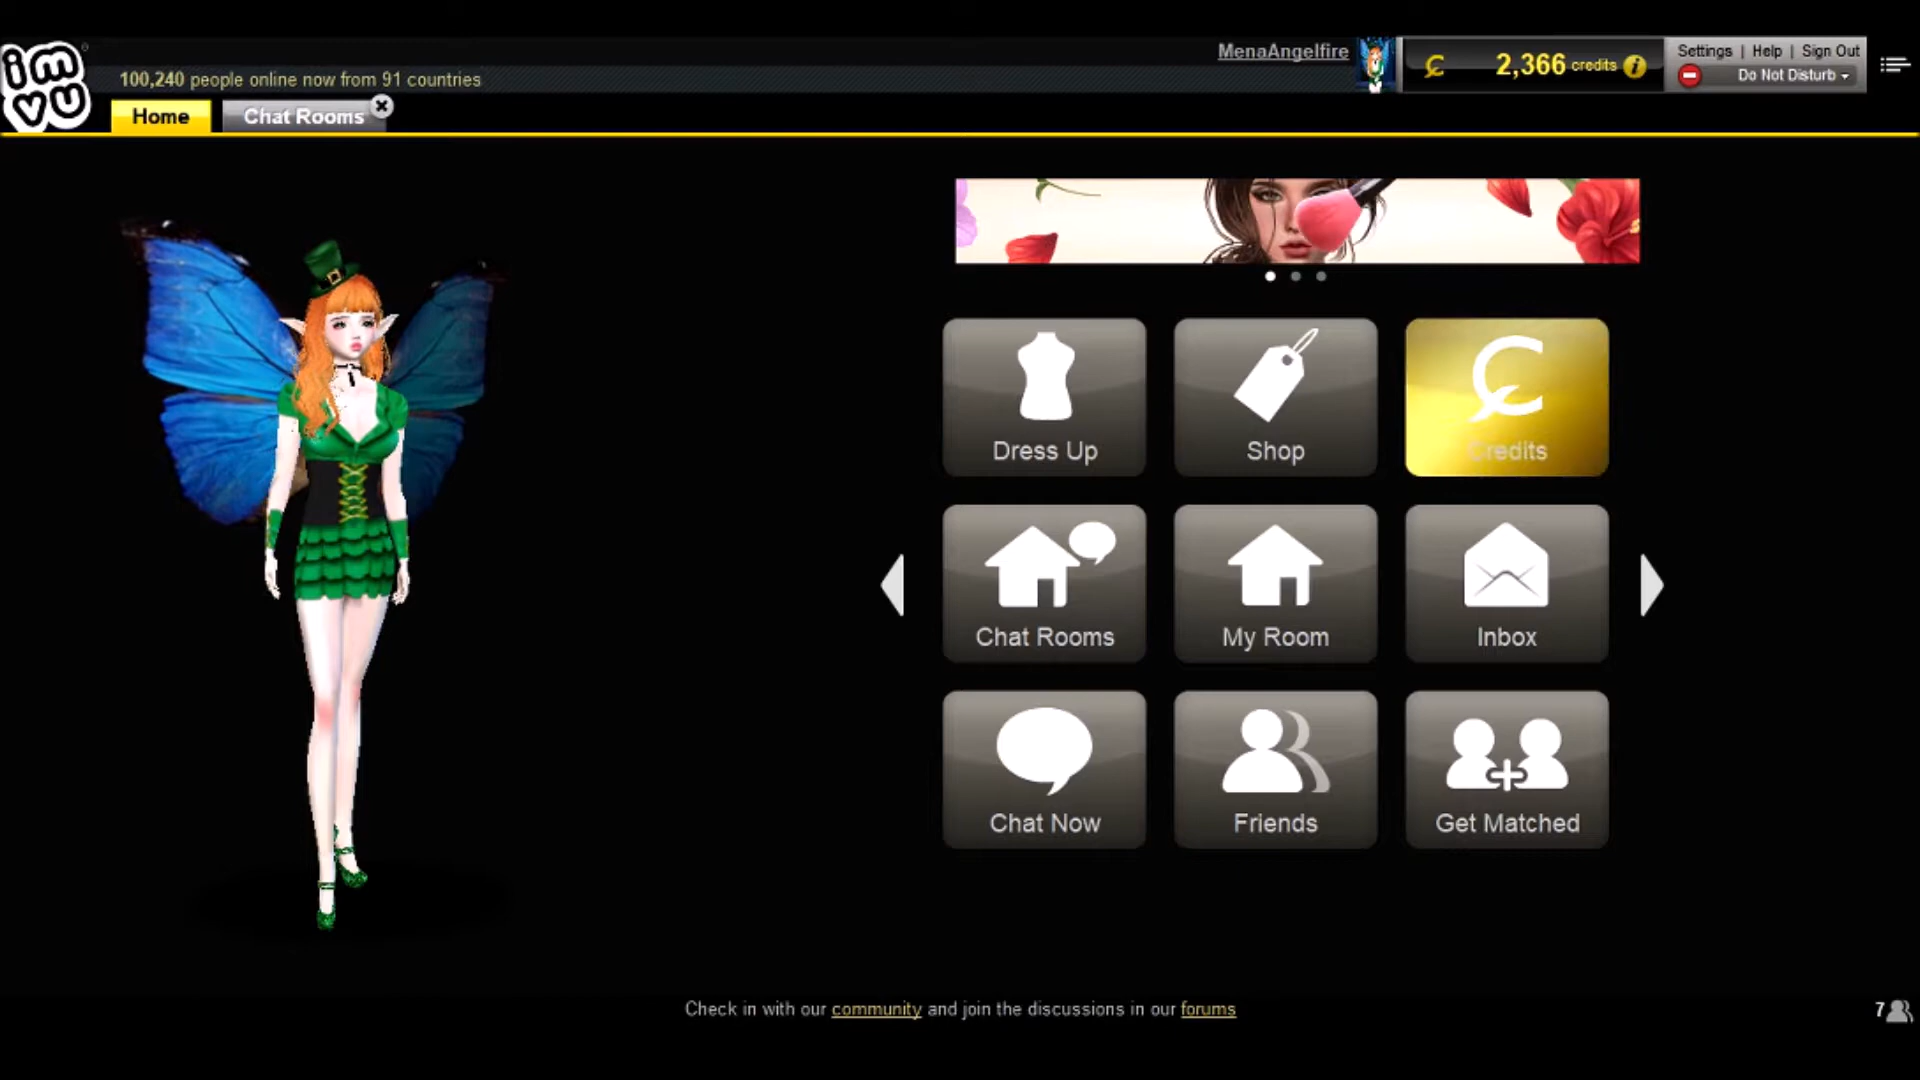 imvu
MenaAngelfire
2,366 credits
Settings | Help | Sign Out
Do Not Disturb
100,240 people online now from 91 countries
Home
Chat Rooms
Dress Up
Shop
Credits
Chat Rooms
My Room
Inbox
Chat Now
Friends
Get Matched
Check in with our community and join the discussions in our forums
7